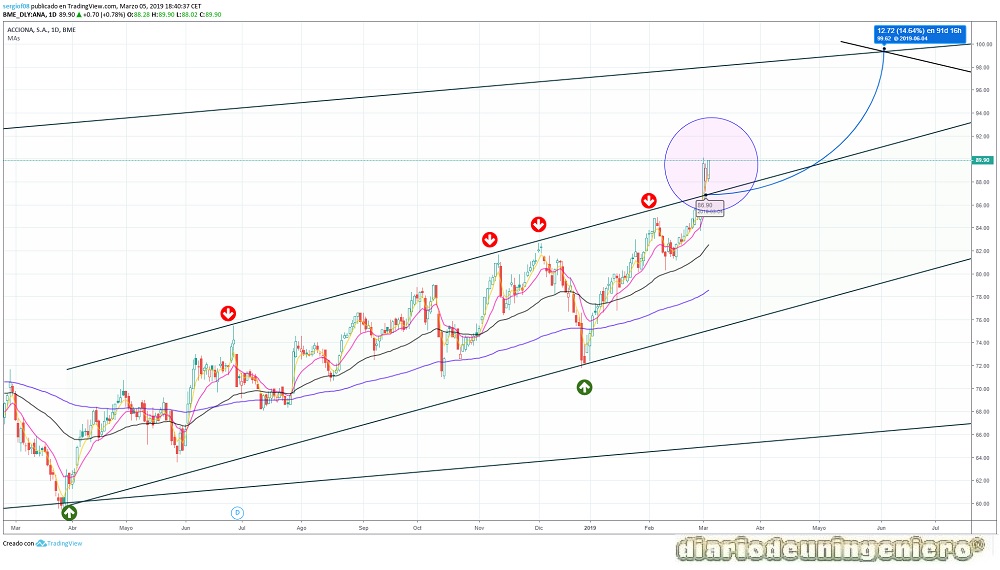 sergiof08 publicado en TradingView.com, Marzo 05, 2019 18:40:37 CET
BME_DLY:ANA, 1D 89.90 ▲ +0.70 (+0.78%) O:88.28 H:89.90 L:88.02 C:89.90
ACCIONA, S.A., 1D, BME
MAs
12.72 (14.64%) en 91d 16h
99.62 @ 2019-06-04
100.00
98.00
96.00
94.00
92.00
89.90
88.00
86.00
84.00
82.00
80.00
78.00
76.00
74.00
72.00
70.00
68.00
66.00
64.00
62.00
60.00
86.90
D
Mar Abr Mayo Jun Jul Ago Sep Oct Nov Dic 2019 Feb Mar Abr Mayo Jun Jul
Creado con TradingView
diariodeuningeniero